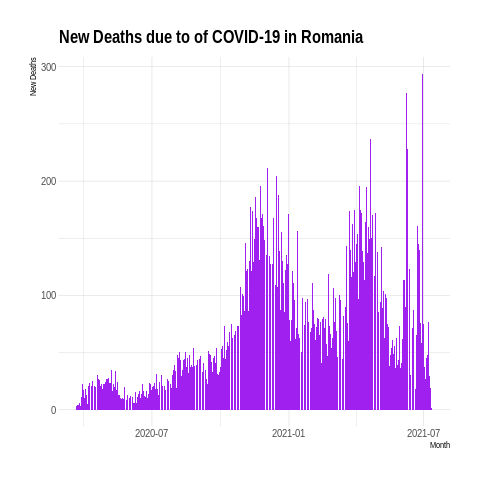 New Deaths due to of COVID-19 in Romania
New Deaths
300
200
100
0
2020-07
2021-01
2021-07
Month